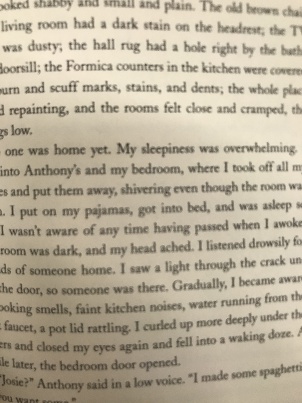 ooked shabby and small and plain. The old brown chai
living room had a dark stain on the headrest; the TV
was dusty; the hall rug had a hole right by the bath
doorsill; the Formica counters in the kitchen were covere
urn and scuff marks, stains, and dents; the whole plac
d repainting, and the rooms felt close and cramped, th
gs low.
one was home yet. My sleepiness was overwhelming.
into Anthony's and my bedroom, where I took off all m
es and put them away, shivering even though the room wa
. I put on my pajamas, got into bed, and was asleep s
I wasn't aware of any time having passed when I awoke
room was dark, and my head ached. I listened drowsily fo
ds of someone home. I saw a light through the crack un
the door, so someone was there. Gradually, I became awar
ooking smells, faint kitchen noises, water running from th
faucet, a pot lid rattling. I curled up more deeply under th
ers and closed my eyes again and fell into a waking doze. A
le later, the bedroom door opened.
"Josie?" Anthony said in a low voice. "I made some spaghetti
you want some."